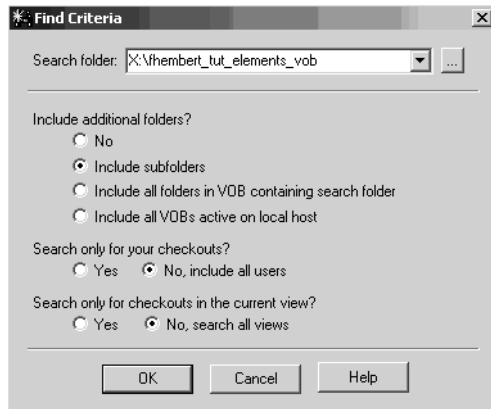 Find Criteria
Search folder: X:\fhembert_tut_elements_vob ...
Include additional folders?
No
Include subfolders
Include all folders in VOB containing search folder
Include all VOBs active on local host
Search only for your checkouts?
Yes No, include all users
Search only for checkouts in the current view?
Yes No, search all views
OK Cancel Help